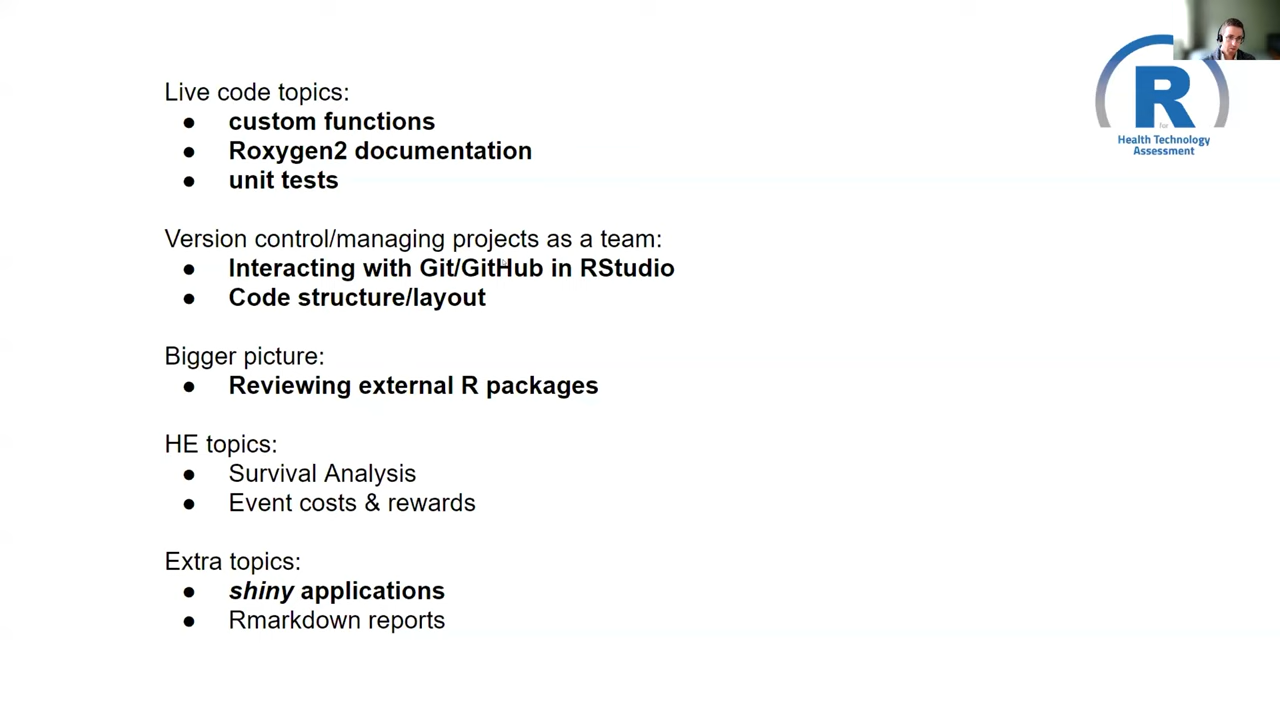 Live code topics:
● custom functions
● Roxygen2 documentation
● unit tests
Version control/managing projects as a team:
● Interacting with Git/GitHub in RStudio
● Code structure/layout
Bigger picture:
● Reviewing external R packages
HE topics:
● Survival Analysis
● Event costs & rewards
Extra topics:
● shiny applications
● Rmarkdown reports
R
for
Health Technology
Assessment